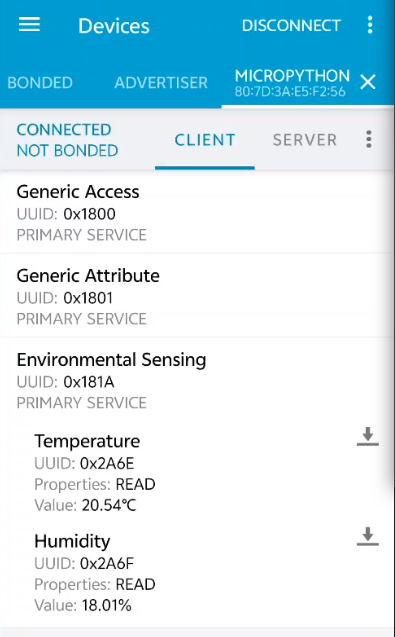 Devices
DISCONNECT
BONDED
ADVERTISER
MICROPYTHON
80:7D:3A:E5:F2:56
CONNECTED
NOT BONDED
CLIENT
SERVER
Generic Access
UUID: 0x1800
PRIMARY SERVICE
Generic Attribute
UUID: 0x1801
PRIMARY SERVICE
Environmental Sensing
UUID: 0x181A
PRIMARY SERVICE
Temperature
UUID: 0x2A6E
Properties: READ
Value: 20.54°C
Humidity
UUID: 0x2A6F
Properties: READ
Value: 18.01%